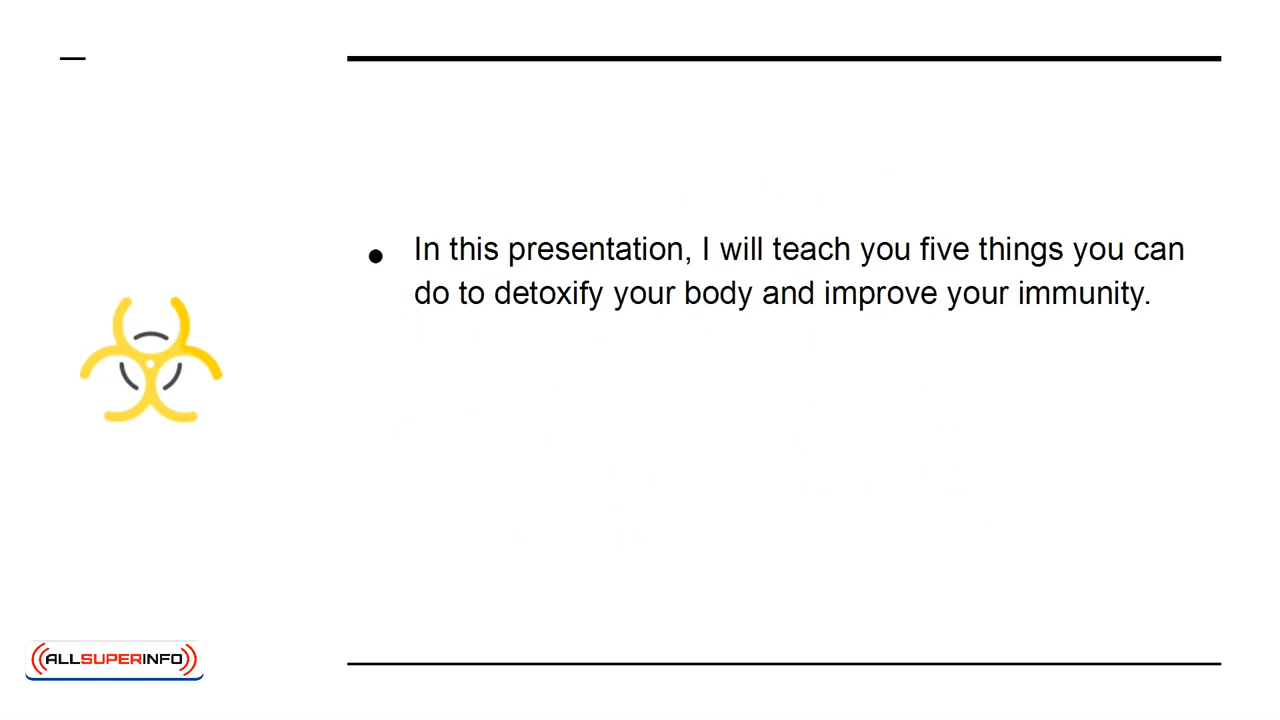 In this presentation, I will teach you five things you can
do to detoxify your body and improve your immunity.
ALLSUPERINFO